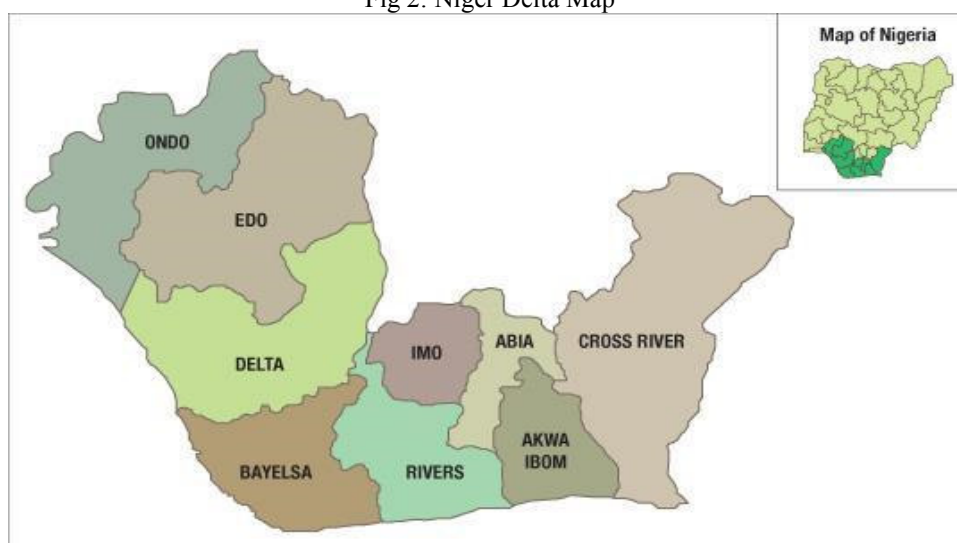 Fig 2: Niger Delta Map
Map of Nigeria
ONDO
EDO
DELTA
IMO
ABIA
CROSS RIVER
BAYELSA
RIVERS
AKWA
IBOM